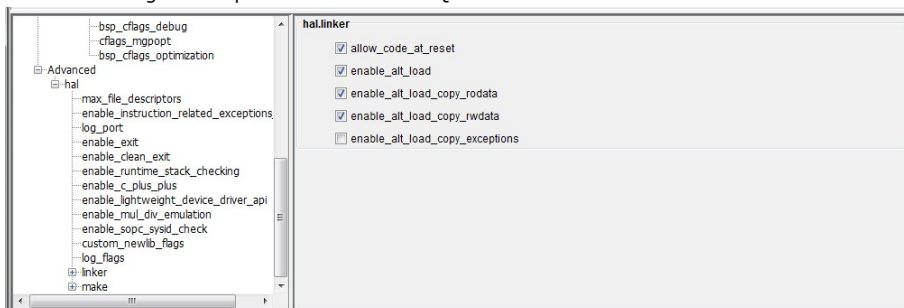 bsp_cflags_debug
cflags_mgpopt
bsp_cflags_optimization
Advanced
hal
max_file_descriptors
enable_instruction_related_exceptions_
log_port
enable_exit
enable_clean_exit
enable_runtime_stack_checking
enable_c_plus_plus
enable_lightweight_device_driver_api
enable_mul_div_emulation
enable_sopc_sysid_check
custom_newlib_flags
log_flags
linker
make
hal.linker
allow_code_at_reset
enable_alt_load
enable_alt_load_copy_rodata
enable_alt_load_copy_rwdata
enable_alt_load_copy_exceptions